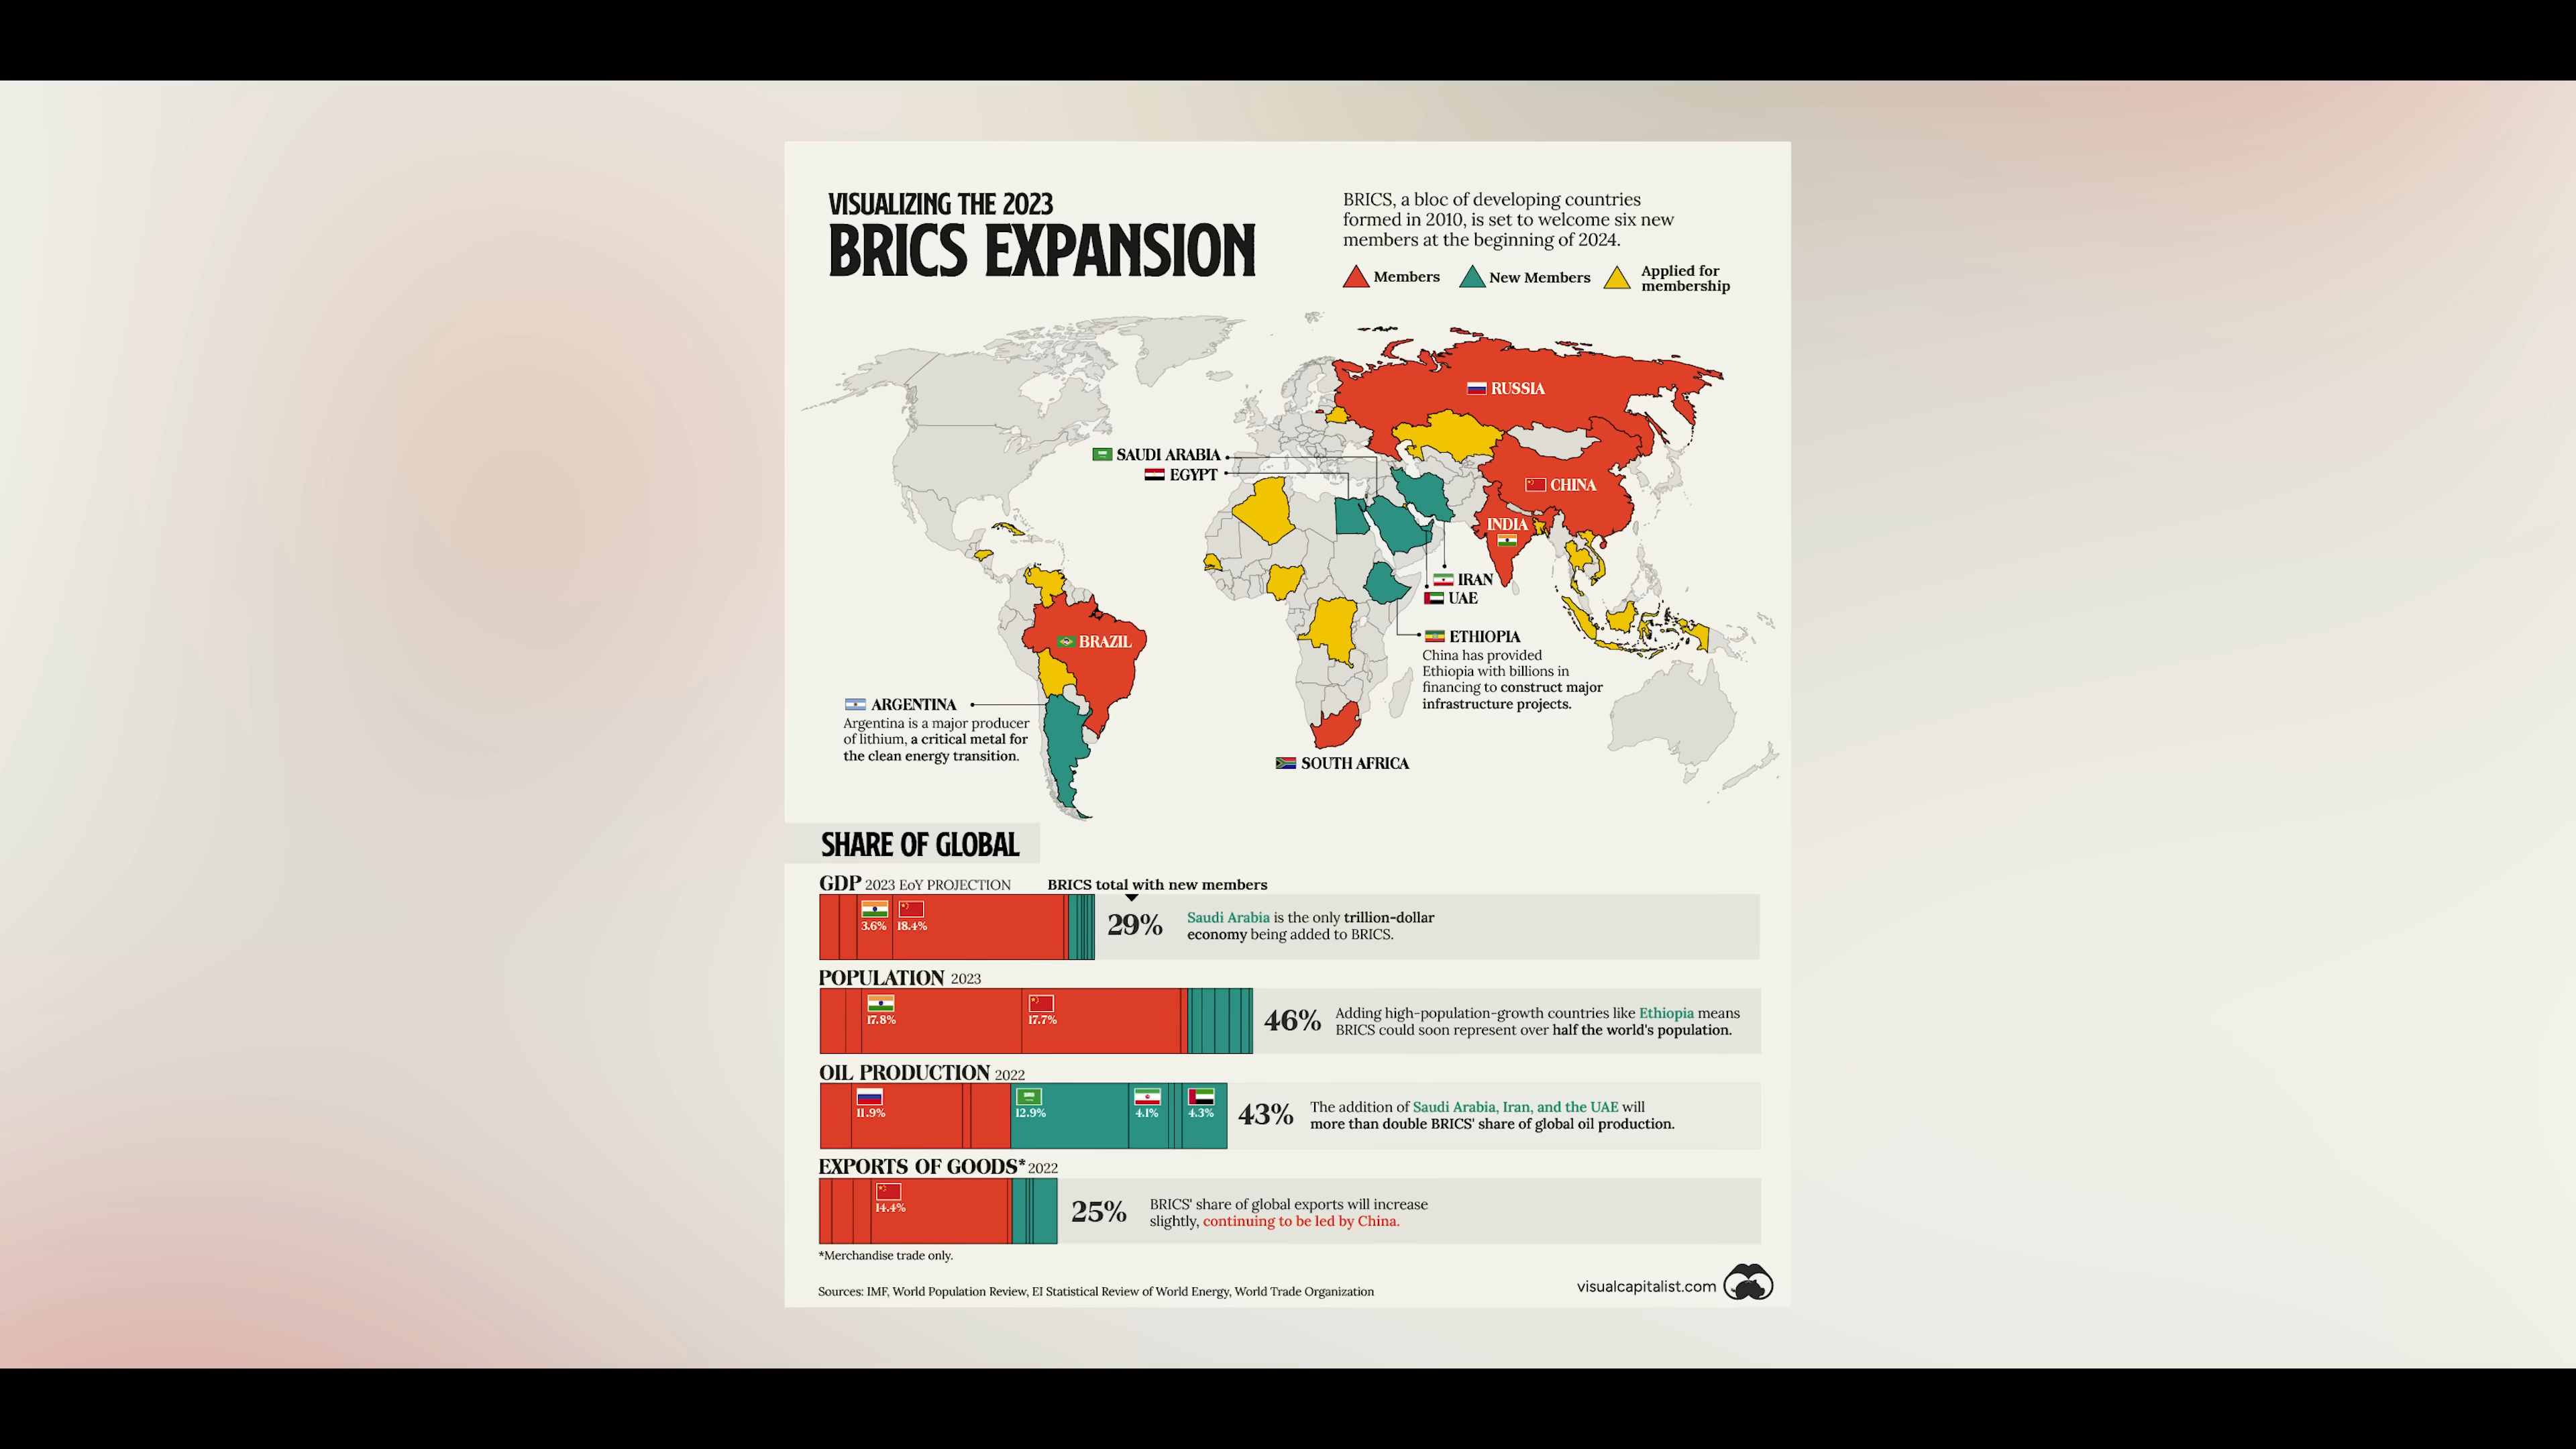 VISUALIZING THE 2023
BRICS EXPANSION
BRICS, a bloc of developing countries
formed in 2010, is set to welcome six new
members at the beginning of 2024.
Members
New Members
Applied for
membership
RUSSIA
SAUDI ARABIA
EGYPT
CHINA
INDIA
IRAN
UAE
BRAZIL
ETHIOPIA
China has provided
Ethiopia with billions in
financing to construct major
infrastructure projects.
ARGENTINA
Argentina is a major producer
of lithium, a critical metal for
the clean energy transition.
SOUTH AFRICA
SHARE OF GLOBAL
GDP 2023 EoY PROJECTION
BRICS total with new members
3.6%
18.4%
29%
Saudi Arabia is the only trillion-dollar
economy being added to BRICS.
POPULATION 2023
17.8%
17.7%
46%
Adding high-population-growth countries like Ethiopia means
BRICS could soon represent over half the world's population.
OIL PRODUCTION 2022
11.9%
12.9%
4.1%
4.3%
43%
The addition of Saudi Arabia, Iran, and the UAE will
more than double BRICS' share of global oil production.
EXPORTS OF GOODS* 2022
14.4%
25%
BRICS' share of global exports will increase
slightly, continuing to be led by China.
*Merchandise trade only.
Sources: IMF, World Population Review, EI Statistical Review of World Energy, World Trade Organization
visualcapitalist.com